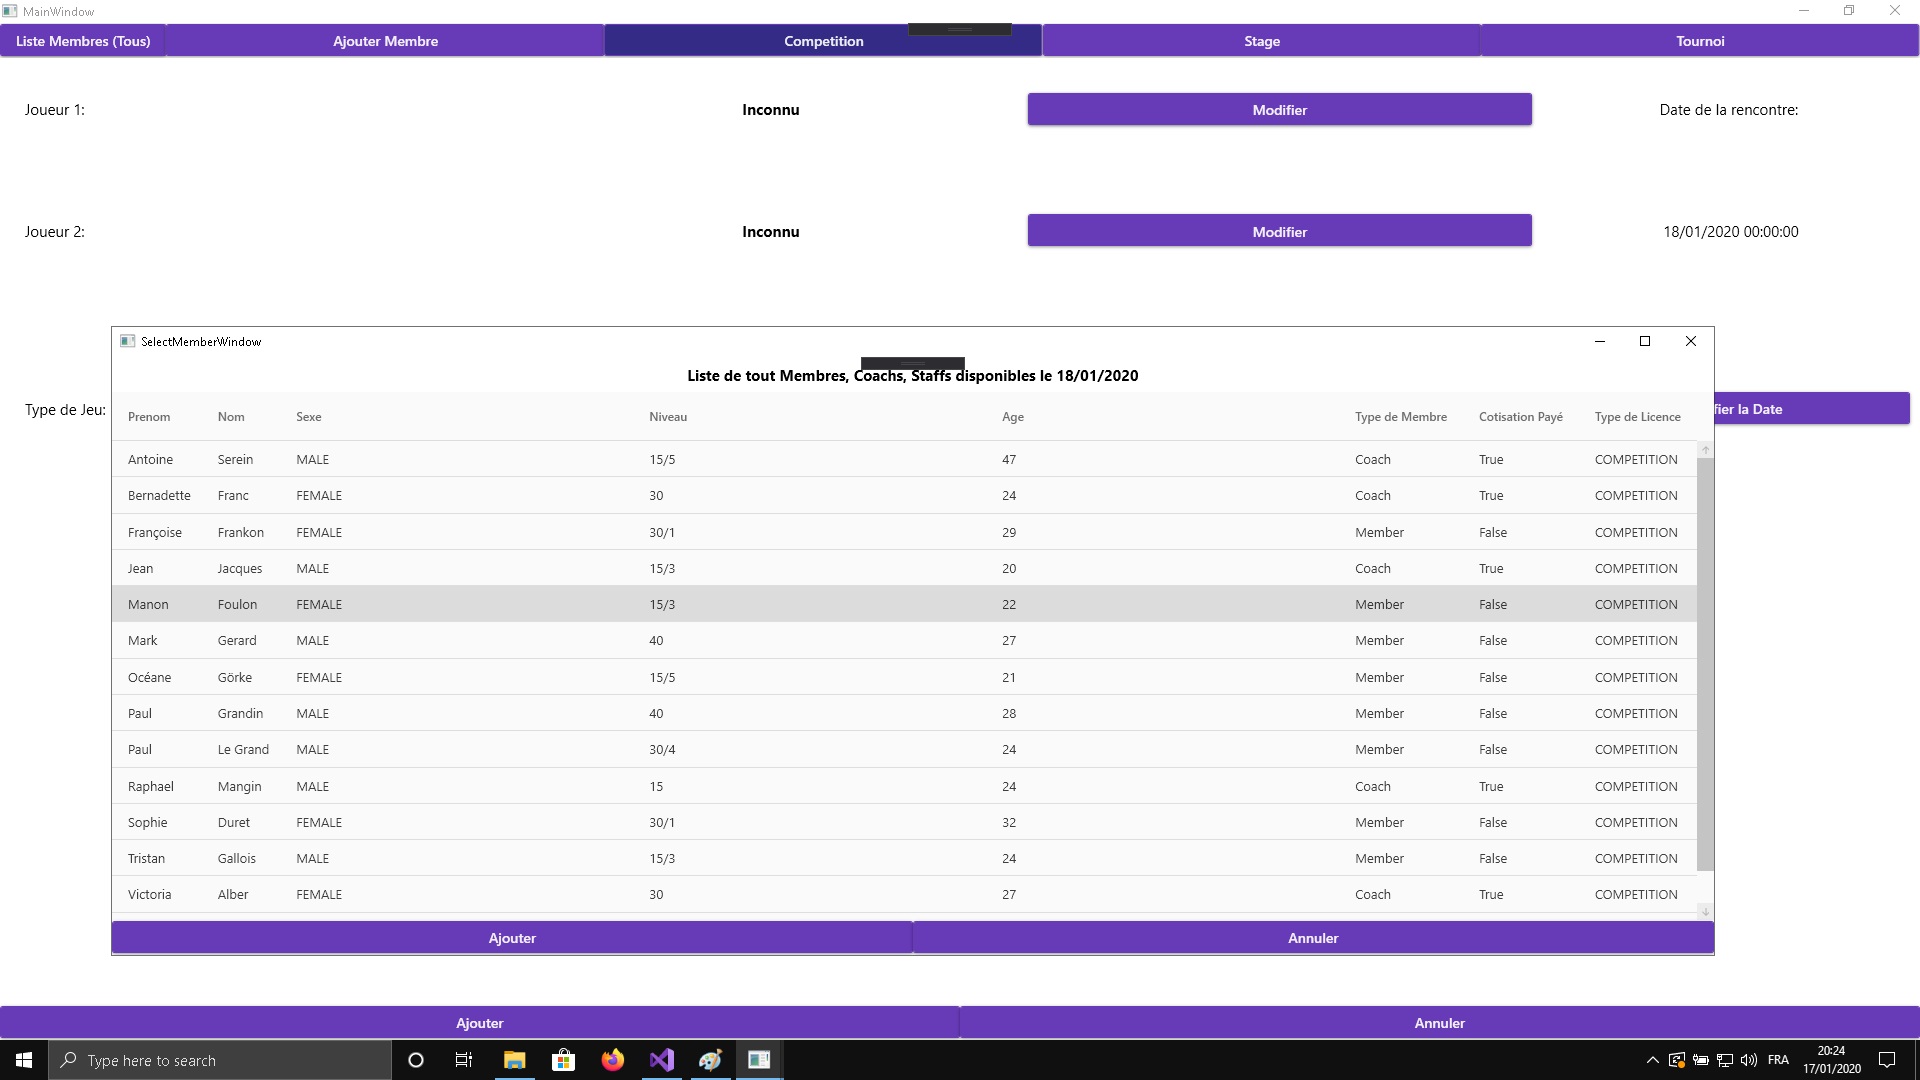 MainWindow
Liste Membres (Tous) Ajouter Membre Competition Stage Tournoi
Joueur 1: Inconnu Modifier Date de la rencontre:
Joueur 2: Inconnu Modifier 18/01/2020 00:00:00
SelectMemberWindow
Liste de tout Membres, Coachs, Staffs disponibles le 18/01/2020
Type de Jeu: fier la Date
Prenom Nom Sexe Niveau Age Type de Membre Cotisation Payé Type de Licence
Antoine Serein MALE 15/5 47 Coach True COMPETITION
Bernadette Franc FEMALE 30 24 Coach True COMPETITION
Françoise Frankon FEMALE 30/1 29 Member False COMPETITION
Jean Jacques MALE 15/3 20 Coach True COMPETITION
Manon Foulon FEMALE 15/3 22 Member False COMPETITION
Mark Gerard MALE 40 27 Member False COMPETITION
Océane Görke FEMALE 15/5 21 Member False COMPETITION
Paul Grandin MALE 40 28 Member False COMPETITION
Paul Le Grand MALE 30/4 24 Member False COMPETITION
Raphael Mangin MALE 15 24 Coach True COMPETITION
Sophie Duret FEMALE 30/1 32 Member False COMPETITION
Tristan Gallois MALE 15/3 24 Member False COMPETITION
Victoria Alber FEMALE 30 27 Coach True COMPETITION
Ajouter Annuler
Ajouter Annuler
Type here to search FRA 20:24
17/01/2020